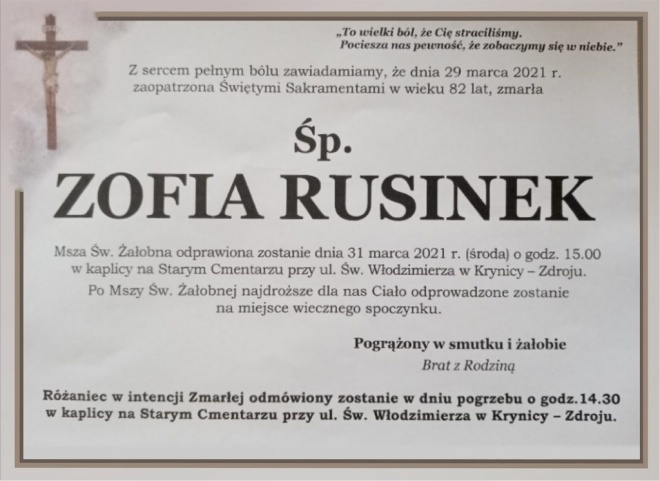 „To wielki ból, że Cię straciliśmy.
Pociesza nas pewność, że zobaczymy się w niebie.”
Z sercem pełnym bólu zawiadamiamy, że dnia 29 marca 2021 r.
zaopatrzona Świętymi Sakramentami w wieku 82 lat, zmarła
Śp.
ZOFIA RUSINEK
Msza Św. Żałobna odprawiona zostanie dnia 31 marca 2021 r. (środa) o godz. 15.00
w kaplicy na Starym Cmentarzu przy ul. Św. Włodzimierza w Krynicy – Zdroju.
Po Mszy Św. Żałobnej najdroższe dla nas Ciało odprowadzone zostanie
na miejsce wiecznego spoczynku.
Pogrążony w smutku i żałobie
Brat z Rodziną
Różaniec w intencji Zmarłej odmówiony zostanie w dniu pogrzebu o godz.14.30
w kaplicy na Starym Cmentarzu przy ul. Św. Włodzimierza w Krynicy – Zdroju.